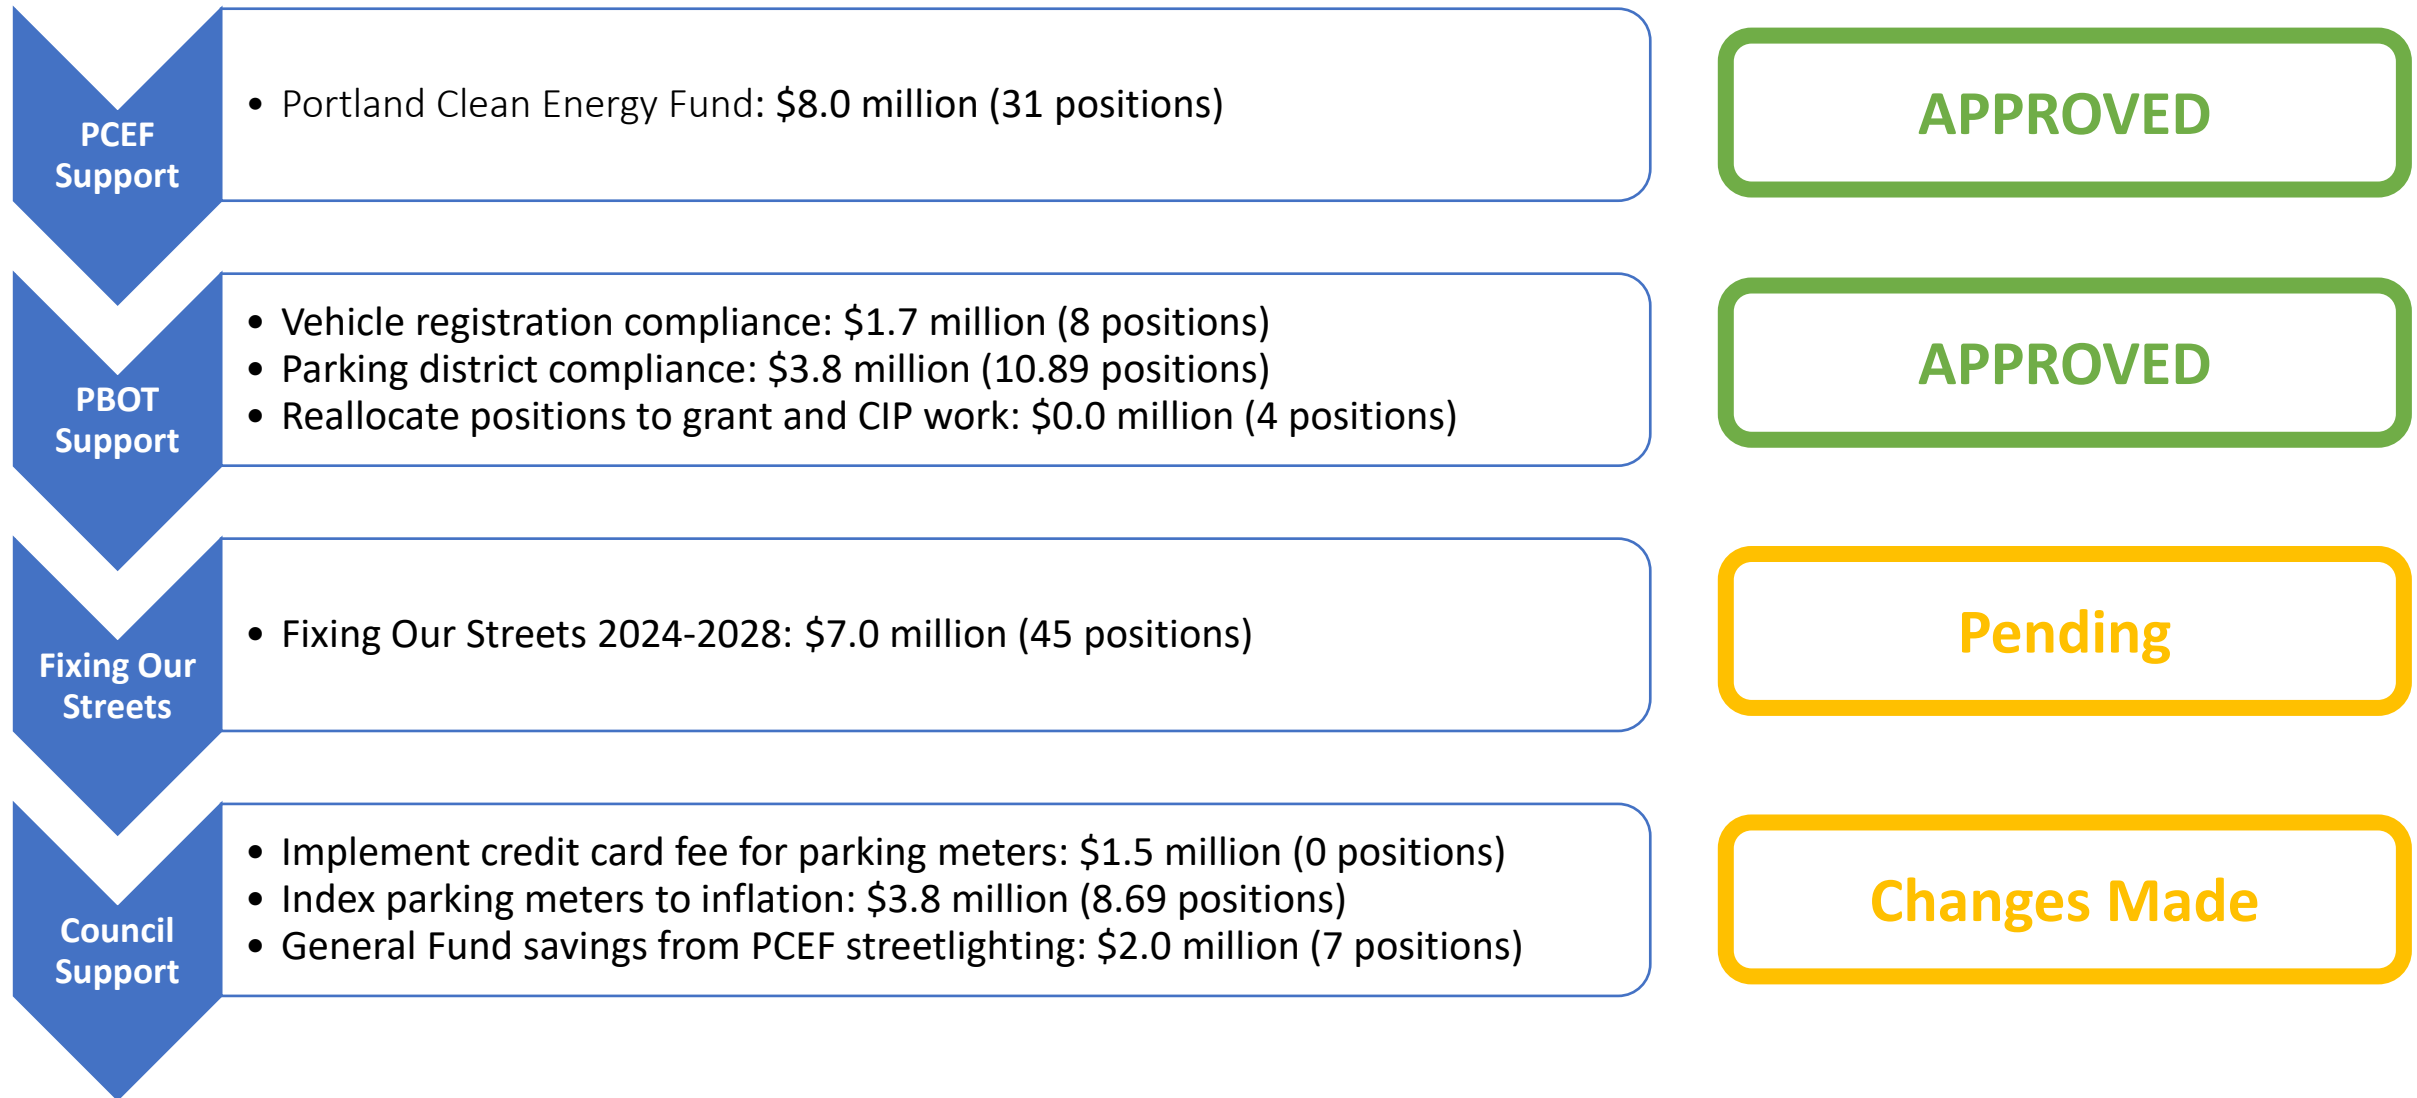 PCEF
Support
• Portland Clean Energy Fund: $8.0 million (31 positions)
APPROVED
PBOT
Support
• Vehicle registration compliance: $1.7 million (8 positions)
• Parking district compliance: $3.8 million (10.89 positions)
• Reallocate positions to grant and CIP work: $0.0 million (4 positions)
APPROVED
Fixing Our
Streets
• Fixing Our Streets 2024-2028: $7.0 million (45 positions)
Pending
Council
Support
• Implement credit card fee for parking meters: $1.5 million (0 positions)
• Index parking meters to inflation: $3.8 million (8.69 positions)
• General Fund savings from PCEF streetlighting: $2.0 million (7 positions)
Changes Made